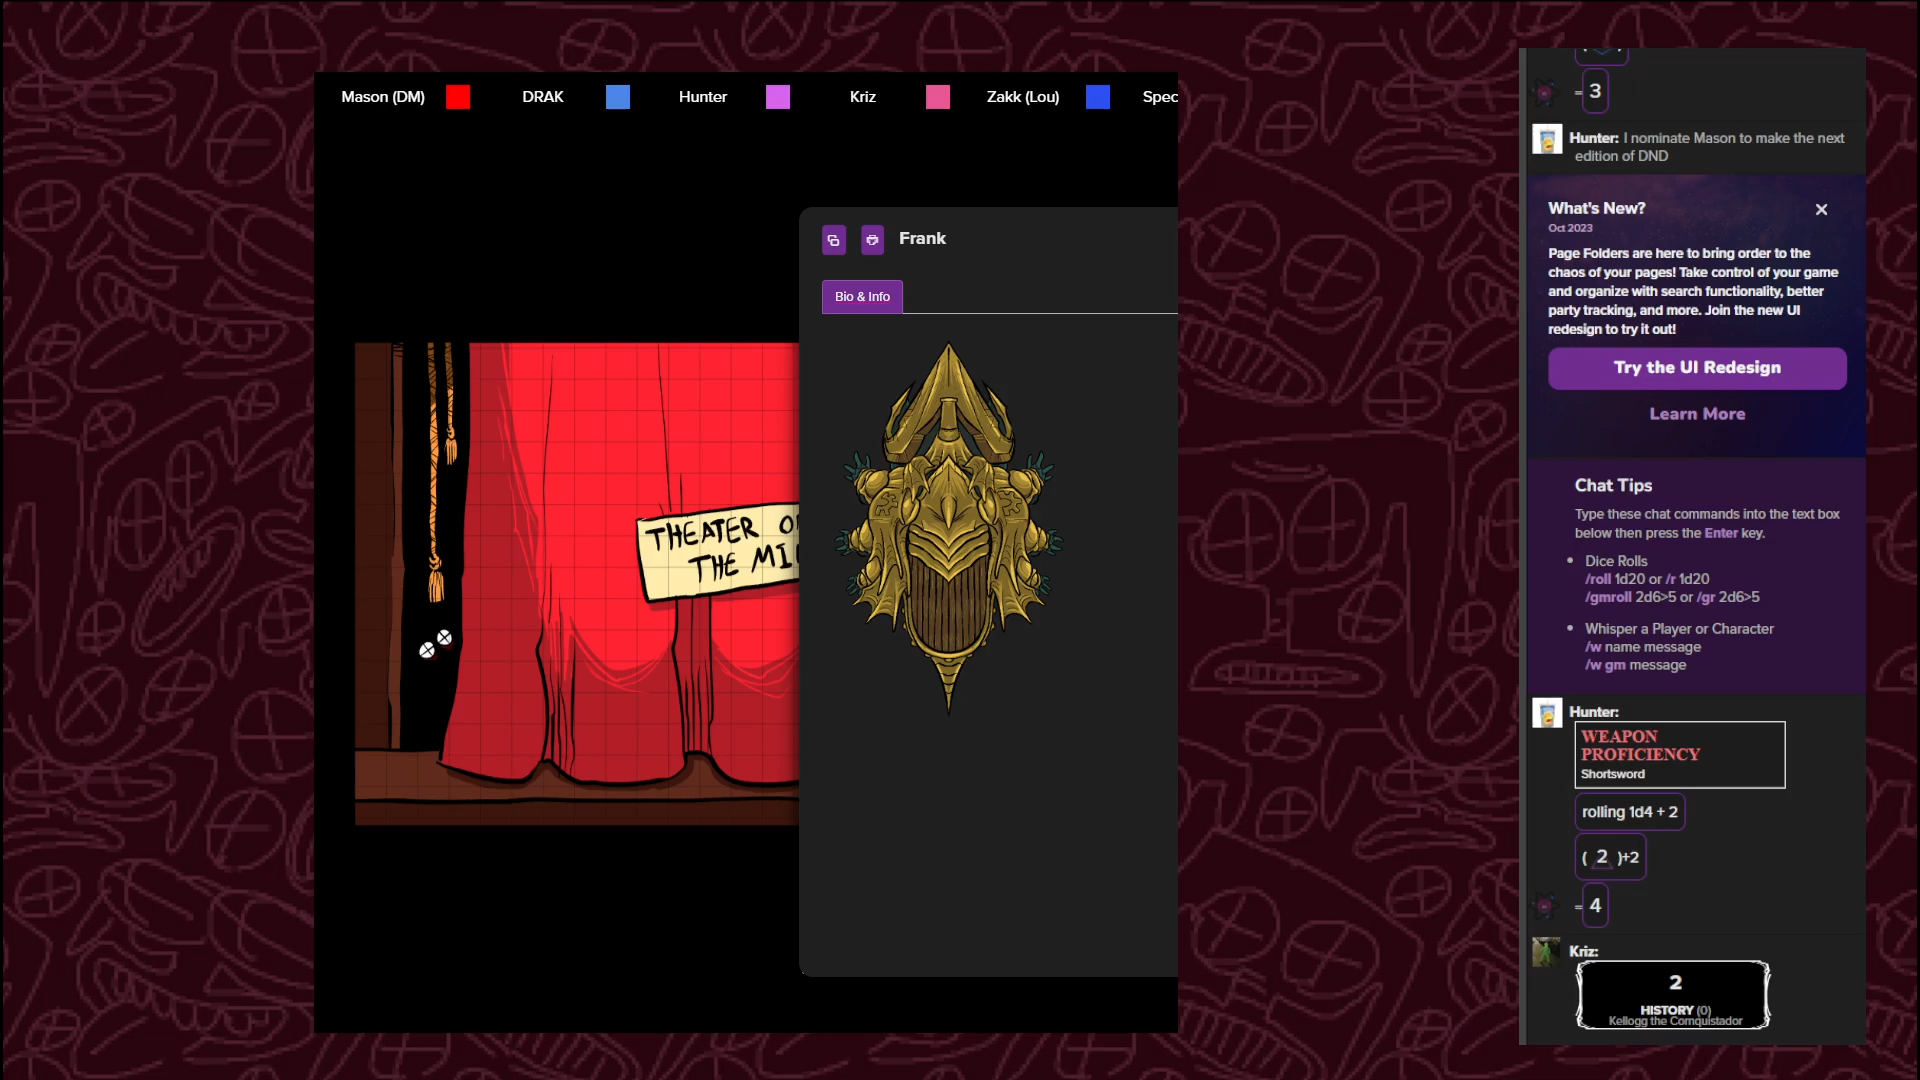 Mason (DM)
DRAK
Hunter
Kriz
Zakk (Lou)
Spec
Frank
Bio & Info
THEATER
THE MI
= 3
Hunter: I nominate Mason to make the next
edition of DND
What's New?
Oct 2023
Page Folders are here to bring order to the
chaos of your pages! Take control of your game
and organize with search functionality, better
party tracking, and more. Join the new UI
redesign to try it out!
Try the UI Redesign
Learn More
Chat Tips
Type these chat commands into the text box
below then press the Enter key.
Dice Rolls
/roll 1d20 or /r 1d20
/gmroll 2d6>5 or /gr 2d6>5
Whisper a Player or Character
/w name message
/w gm message
Hunter:
WEAPON
PROFICIENCY
Shortsword
rolling 1d4 + 2
( 2 )+2
= 4
Kriz:
2
HISTORY (0)
Kellogg the Cornquistador